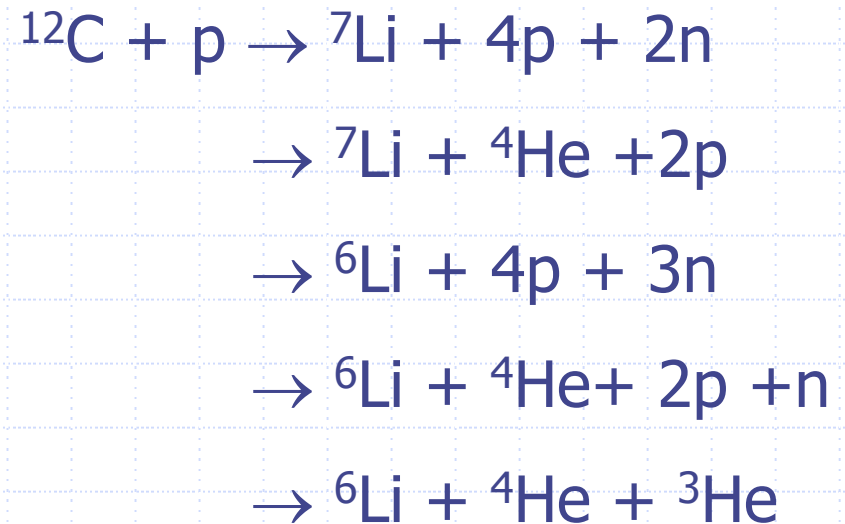 ¹²C + p → ⁷Li + 4p + 2n
→ ⁷Li + ⁴He +2p
→ ⁶Li + 4p + 3n
→ ⁶Li + ⁴He+ 2p +n
→ ⁶Li + ⁴He + ³He